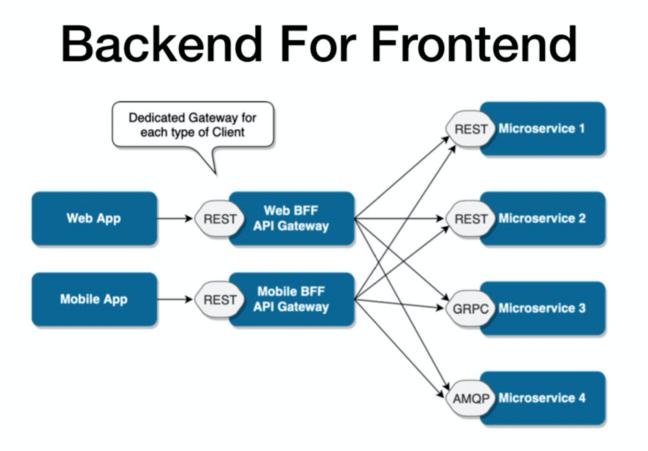 Backend For Frontend
Dedicated Gateway for
each type of Client
REST
Microservice 1
Web App
REST
Web BFF
API Gateway
REST
Microservice 2
Mobile App
REST
Mobile BFF
API Gateway
GRPC
Microservice 3
AMQP
Microservice 4